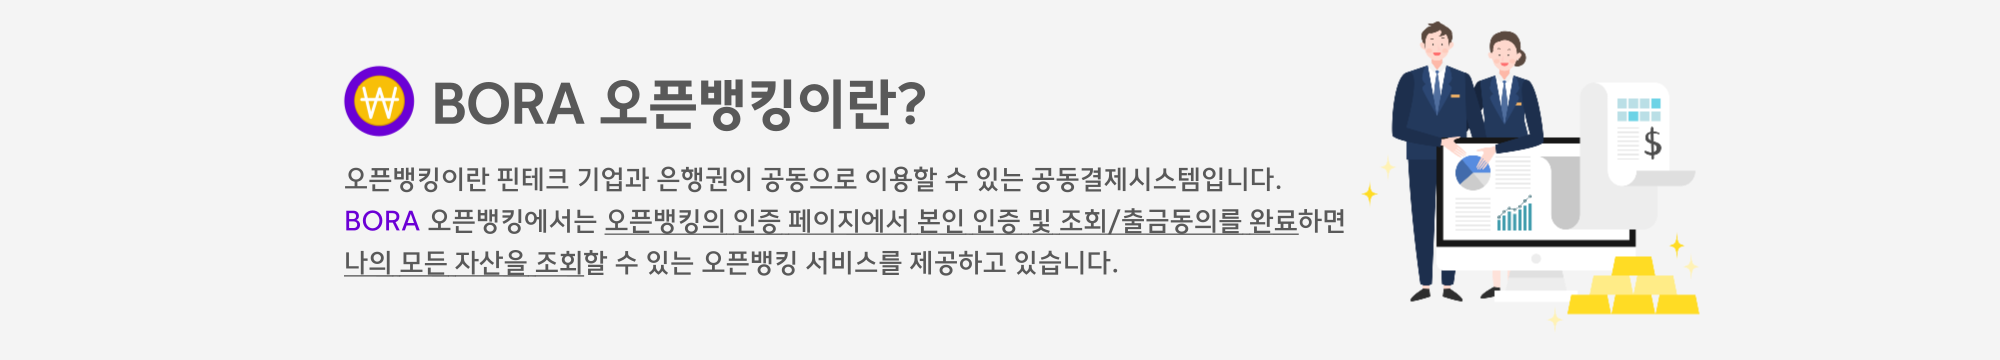 ₩ BORA 오픈뱅킹이란?
오픈뱅킹이란 핀테크 기업과 은행권이 공동으로 이용할 수 있는 공동결제시스템입니다.
BORA 오픈뱅킹에서는 오픈뱅킹의 인증 페이지에서 본인 인증 및 조회/출금동의를 완료하면
나의 모든 자산을 조회할 수 있는 오픈뱅킹 서비스를 제공하고 있습니다.
$